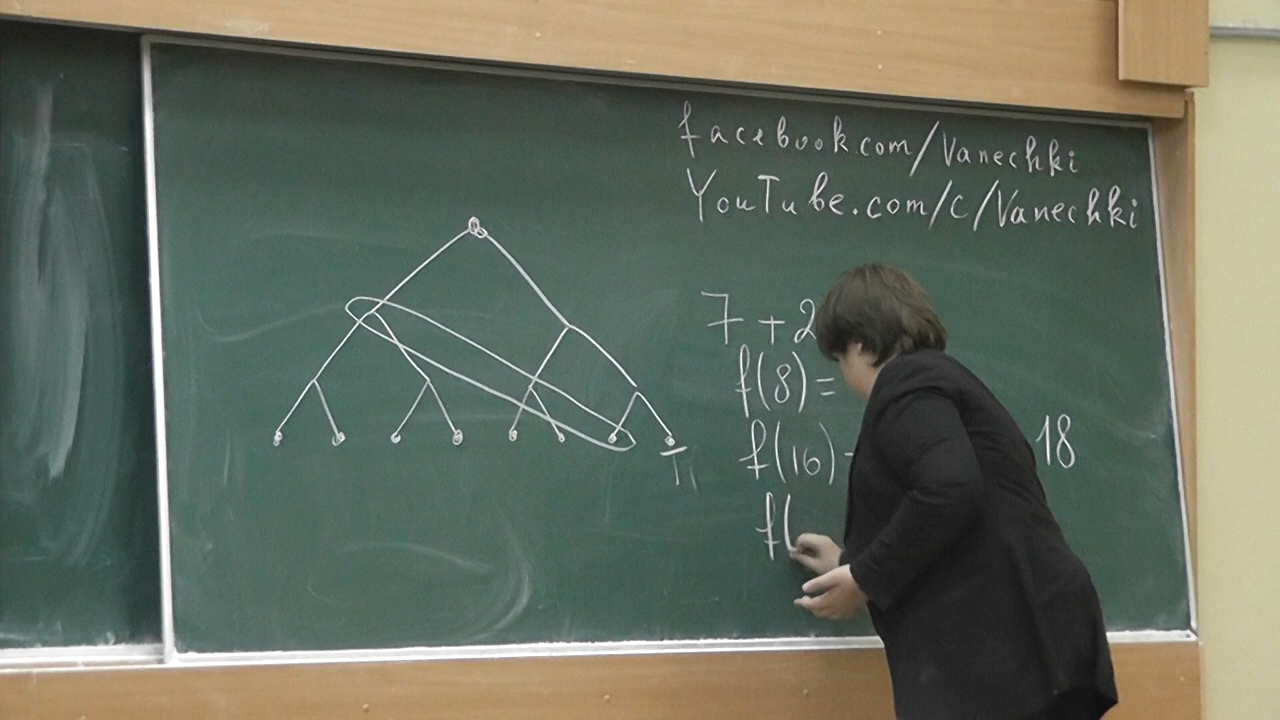 facebook.com/Vanechki
YouTube.com/c/Vanechki
7 + 2
f(8) =
f(16) 18
f(
T